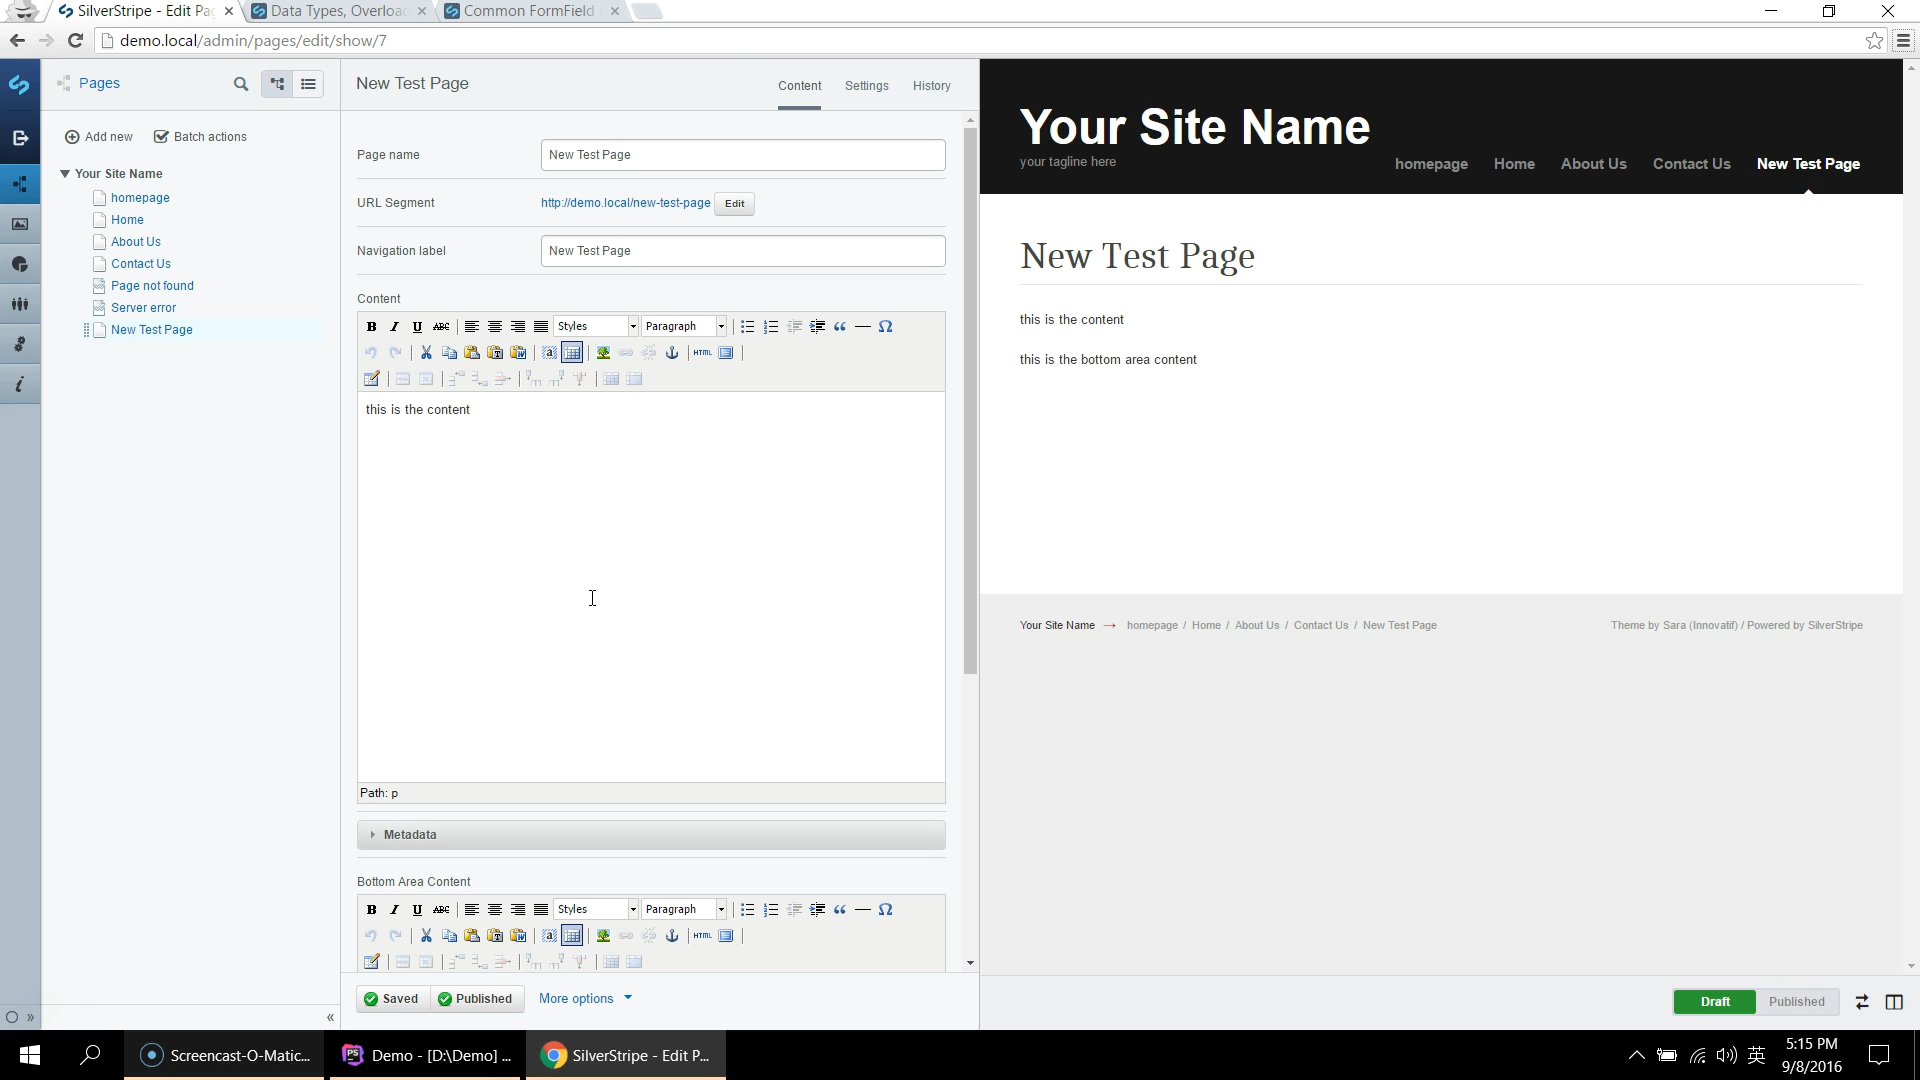 SilverStripe - Edit Pa
Data Types, Overloa
Common FormField
demo.local/admin/pages/edit/show/7
Pages
Add new
Batch actions
Your Site Name
homepage
Home
About Us
Contact Us
Page not found
Server error
New Test Page
«
»
New Test Page
Content
Settings
History
Page name
New Test Page
URL Segment
http://demo.local/new-test-page
Edit
Navigation label
New Test Page
Content
B I U ABC Styles Paragraph “ — Ω
HTML
this is the content
Path: p
Metadata
Bottom Area Content
B I U ABC Styles Paragraph “ — Ω
HTML
Saved
Published
More options
Your Site Name
your tagline here
homepage
Home
About Us
Contact Us
New Test Page
New Test Page
this is the content
this is the bottom area content
Your Site Name → homepage / Home / About Us / Contact Us / New Test Page
Theme by Sara (Innovatif) / Powered by SilverStripe
Draft
Published
Screencast-O-Matic...
PS
Demo - [D:\Demo] ...
SilverStripe - Edit P...
英
5:15 PM
9/8/2016